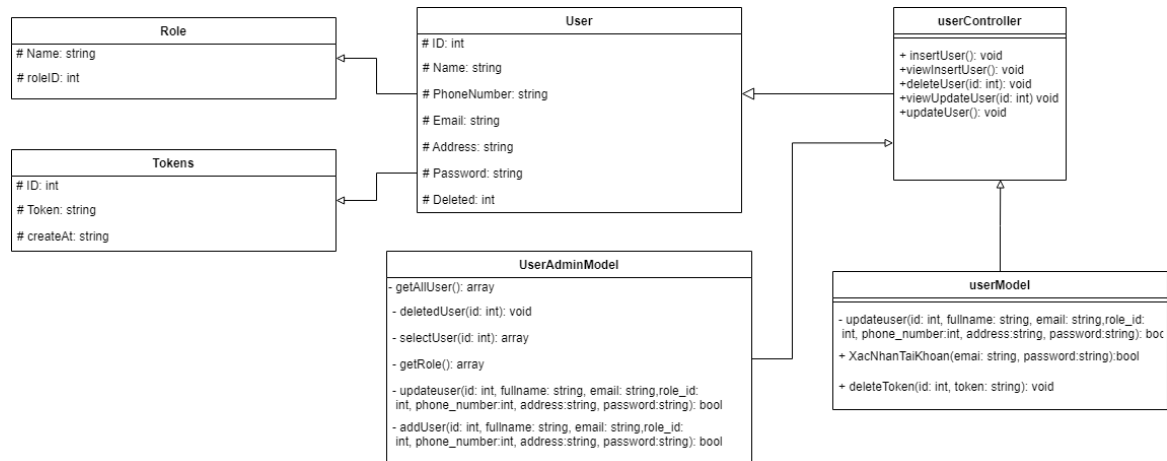 Role
# Name: string
# roleID: int
User
# ID: int
# Name: string
# PhoneNumber: string
# Email: string
# Address: string
# Password: string
# Deleted: int
userController
+ insertUser(): void
+viewInsertUser(): void
+deleteUser(id: int): void
+viewUpdateUser(id: int) void
+updateUser(): void
Tokens
# ID: int
# Token: string
# createAt: string
UserAdminModel
- getAllUser(): array
- deletedUser(id: int): void
- selectUser(id: int): array
- getRole(): array
- updateuser(id: int, fullname: string, email: string,role_id:
int, phone_number:int, address:string, password:string): bool
- addUser(id: int, fullname: string, email: string,role_id:
int, phone_number:int, address:string, password:string): bool
userModel
- updateuser(id: int, fullname: string, email: string,role_id:
int, phone_number:int, address:string, password:string):
+ XacNhanTaiKhoan(emai: string, password:string):bool
+ deleteToken(id: int, token: string): void